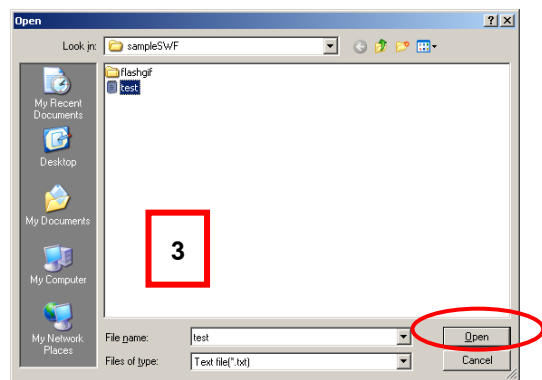 Open
Look in: sampleSWF
flashgif
test
My Recent
Documents
Desktop
My Documents
My Computer
My Network
Places
3
File name: test Open
Files of type: Text file(*.txt) Cancel